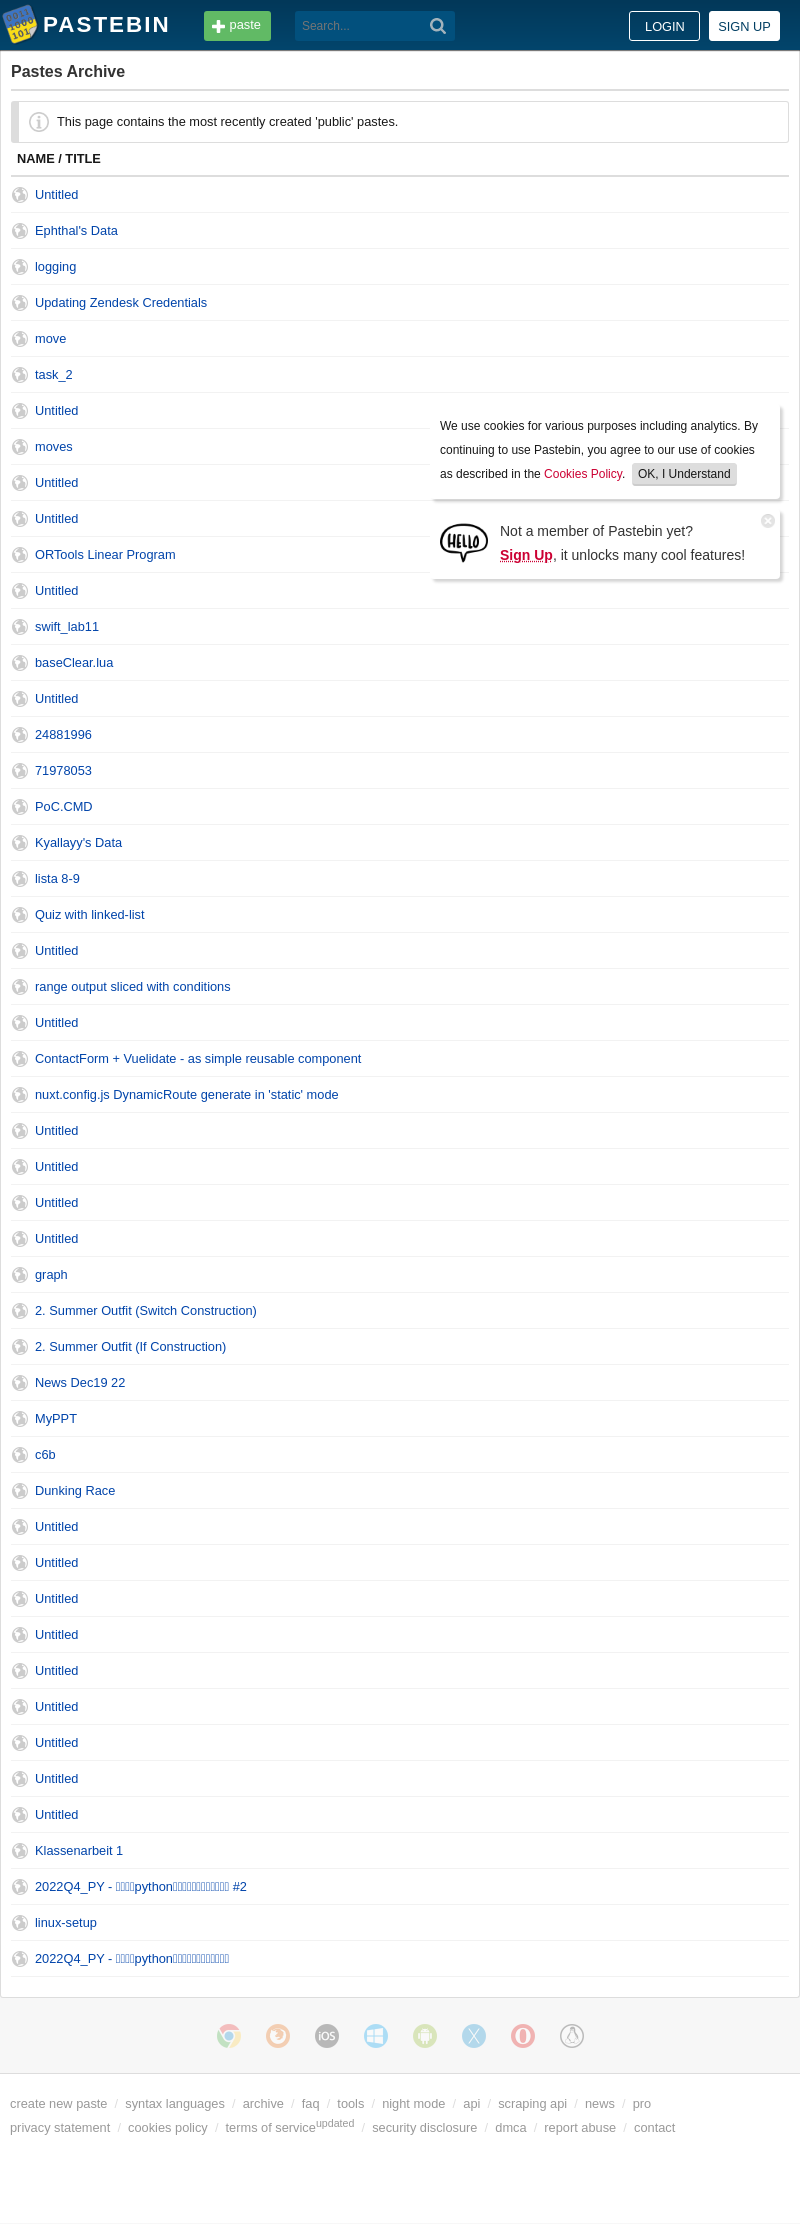 PASTEBIN
paste
Search...
LOGIN
SIGN UP
Pastes Archive
This page contains the most recently created 'public' pastes.
NAME / TITLE
Untitled
Ephthal's Data
logging
Updating Zendesk Credentials
move
task_2
Untitled
moves
Untitled
Untitled
ORTools Linear Program
Untitled
swift_lab11
baseClear.lua
Untitled
24881996
71978053
PoC.CMD
Kyallayy's Data
lista 8-9
Quiz with linked-list
Untitled
range output sliced with conditions
Untitled
ContactForm + Vuelidate - as simple reusable component
nuxt.config.js DynamicRoute generate in 'static' mode
Untitled
Untitled
Untitled
Untitled
graph
2. Summer Outfit (Switch Construction)
2. Summer Outfit (If Construction)
News Dec19 22
MyPPT
c6b
Dunking Race
Untitled
Untitled
Untitled
Untitled
Untitled
Untitled
Untitled
Untitled
Untitled
Klassenarbeit 1
2022Q4_PY - python #2
linux-setup
2022Q4_PY - python
We use cookies for various purposes including analytics. By
continuing to use Pastebin, you agree to our use of cookies
as described in the Cookies Policy. OK, I Understand
HELLO
Not a member of Pastebin yet?
Sign Up, it unlocks many cool features!
iOS
create new paste / syntax languages / archive / faq / tools / night mode / api / scraping api / news / pro
privacy statement / cookies policy / terms of service updated / security disclosure / dmca / report abuse / contact